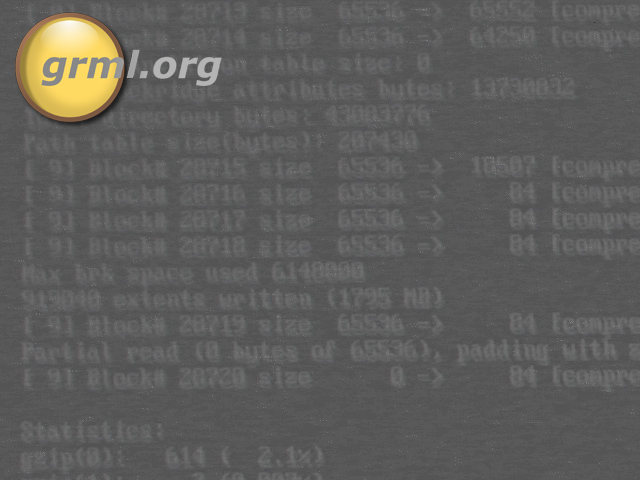 [ 9] Block# 20713 size 65536 => 65552 [compre
[ 9] Block# 20714 size 65536 => 64250 [compre
grml.org
table size: 0
attributes bytes: 13730032
directory bytes: 43003776
Path table size(bytes): 207430
[ 9] Block# 20715 size 65536 => 18507 [compre
[ 9] Block# 20716 size 65536 => 84 [compre
[ 9] Block# 20717 size 65536 => 84 [compre
[ 9] Block# 20718 size 65536 => 84 [compre
Max brk space used 6148000
919040 extents written (1795 MB)
[ 9] Block# 20719 size 65536 => 84 [compre
Partial read (0 bytes of 65536), padding with z
[ 9] Block# 20720 size 0 => 84 [compre
Statistics:
gzip(0): 614 ( 2.1%)